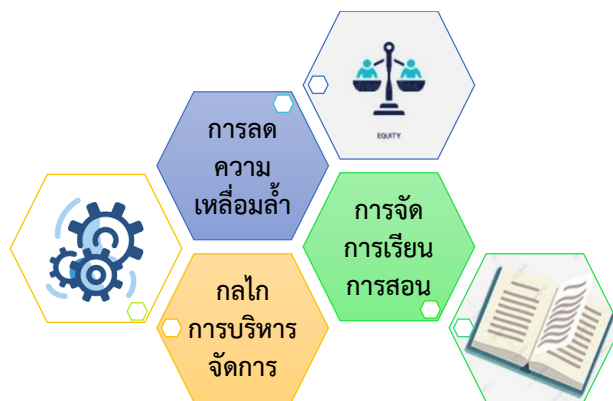 EQUITY
การลด
ความ
เหลื่อมล้ำ
การจัด
การเรียน
การสอน
กลไก
การบริหาร
จัดการ